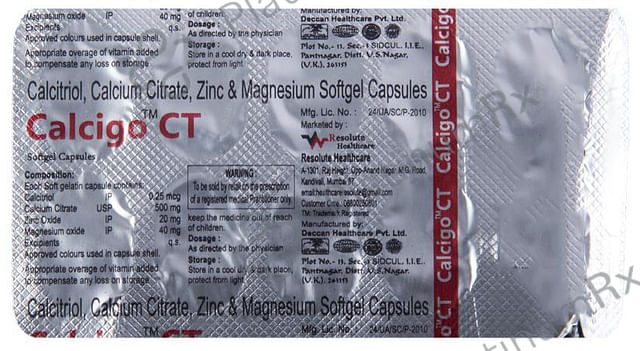 Magnesium oxide IP 40 mg
Excipients q.s.
Approved colours used in capsule shell.
Appropriate overage of vitamin added
to compensate any loss on storage
of children.
Dosage :
As directed by the physician
Storage :
Store in a cool dry & dark place,
protect from light
Manufactured by:
Deccan Healthcare Pvt. Ltd.
Plot No.- 13. Sec.-3 SIDCUL. I.I.E.,
Pantnagar, Distt. U.S.Nagar,
(U.K.), 263153
Calcitriol, Calcium Citrate, Zinc & Magnesium Softgel Capsules
Calcigo CT™
Softgel Capsules
Composition:
Each Soft gelatin capsule contains:
Calcitriol IP 0.25 mcg
Calcium Citrate USP 500 mg
Zinc Oxide IP 20 mg
Magnesium oxide IP 40 mg
Excipients q.s.
Approved colours used in capsule shell.
Appropriate overage of vitamin added
to compensate any loss on storage
WARNING :
To be sold by retail on the prescription
of a registered medical Practitioner only.
keep the medicine out of reach
of children.
Dosage :
As directed by the physician
Storage :
Store in a cool dry & dark place,
protect from light
Mfg. Lic. No. : 24/UA/SC/P-2010
Marketed by :
Resolute
Healthcare
Resolute Healthcare
Kandivali, Mumbai
TM: Trademark Registered
Manufactured by:
Deccan Healthcare Pvt. Ltd.
Plot No.- 13. Sec.-3 SIDCUL. I.I.E.,
Pantnagar, Distt. U.S.Nagar,
(U.K.), 263153
Calcitriol, Calcium Citrate, Zinc & Magnesium Softgel Capsules
Calcigo CT™
Mfg. Lic. No. : 24/UA/SC/P-2010
CT Calcigo™CT Calcigo™CT Calcigo